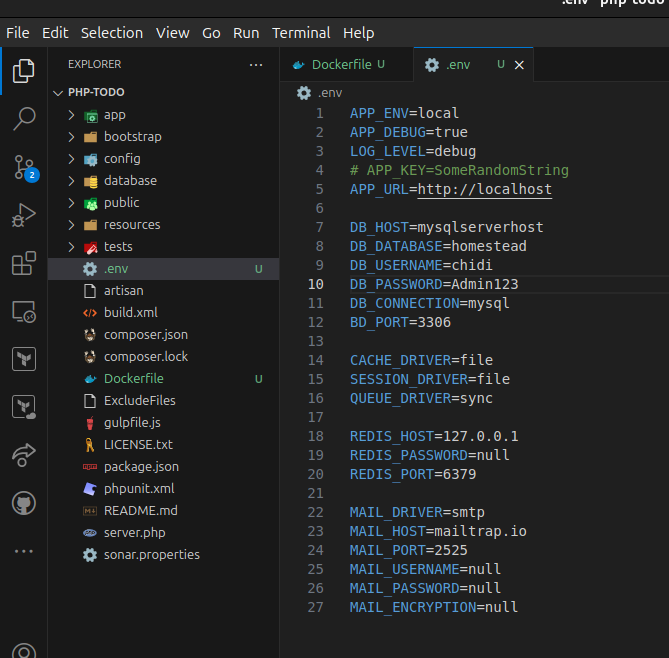 .env - php-todo
File Edit Selection View Go Run Terminal Help
EXPLORER
PHP-TODO
app
bootstrap
config
database
public
resources
tests
.env U
artisan
build.xml
composer.json
composer.lock
Dockerfile U
ExcludeFiles
gulpfile.js
LICENSE.txt
package.json
phpunit.xml
README.md
server.php
sonar.properties
2
Dockerfile U
.env U
.env
1 APP_ENV=local
2 APP_DEBUG=true
3 LOG_LEVEL=debug
4 # APP_KEY=SomeRandomString
5 APP_URL=http://localhost
6
7 DB_HOST=mysqlserverhost
8 DB_DATABASE=homestead
9 DB_USERNAME=chidi
10 DB_PASSWORD=Admin123
11 DB_CONNECTION=mysql
12 BD_PORT=3306
13
14 CACHE_DRIVER=file
15 SESSION_DRIVER=file
16 QUEUE_DRIVER=sync
17
18 REDIS_HOST=127.0.0.1
19 REDIS_PASSWORD=null
20 REDIS_PORT=6379
21
22 MAIL_DRIVER=smtp
23 MAIL_HOST=mailtrap.io
24 MAIL_PORT=2525
25 MAIL_USERNAME=null
26 MAIL_PASSWORD=null
27 MAIL_ENCRYPTION=null